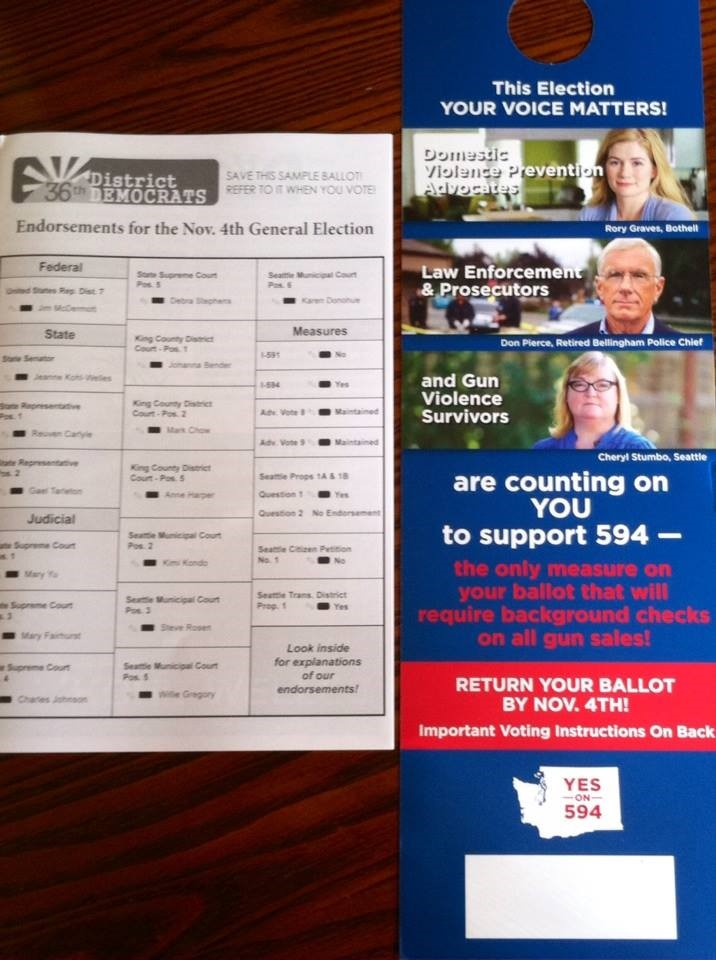 36th District
DEMOCRATS
SAVE THIS SAMPLE BALLOT!
REFER TO IT WHEN YOU VOTE!
Endorsements for the Nov. 4th General Election
Federal
United States Rep. Dist. 7
Jim McDermott
State
State Senator
Jeanne Kohl-Welles
State Representative
Pos. 1
Reuven Carlyle
State Representative
Pos. 2
Gael Tarleton
Judicial
Supreme Court
1
Mary Yu
Supreme Court
3
Mary Fairhurst
Supreme Court
4
Charles Johnson
State Supreme Court
Pos. 5
Debra Stephens
King County District
Court - Pos. 1
Johanna Bender
King County District
Court - Pos. 2
Mark Chow
King County District
Court - Pos. 5
Anne Harper
Seattle Municipal Court
Pos. 2
Kimi Kondo
Seattle Municipal Court
Pos. 3
Steve Rosen
Seattle Municipal Court
Pos. 5
Willie Gregory
Seattle Municipal Court
Pos. 6
Karen Donohue
Measures
I-591 No
I-594 Yes
Adv. Vote 8 Maintained
Adv. Vote 9 Maintained
Seattle Props 1A & 1B
Question 1 Yes
Question 2 No Endorsement
Seattle Citizen Petition
No. 1 No
Seattle Trans. District
Prop. 1 Yes
Look inside
for explanations
of our
endorsements!
This Election
YOUR VOICE MATTERS!
Domestic
Violence Prevention
Advocates
Rory Graves, Bothell
Law Enforcement
& Prosecutors
Don Pierce, Retired Bellingham Police Chief
and Gun
Violence
Survivors
Cheryl Stumbo, Seattle
are counting on
YOU
to support 594 —
the only measure on
your ballot that will
require background checks
on all gun sales!
RETURN YOUR BALLOT
BY NOV. 4TH!
Important Voting Instructions On Back
YES
ON
594